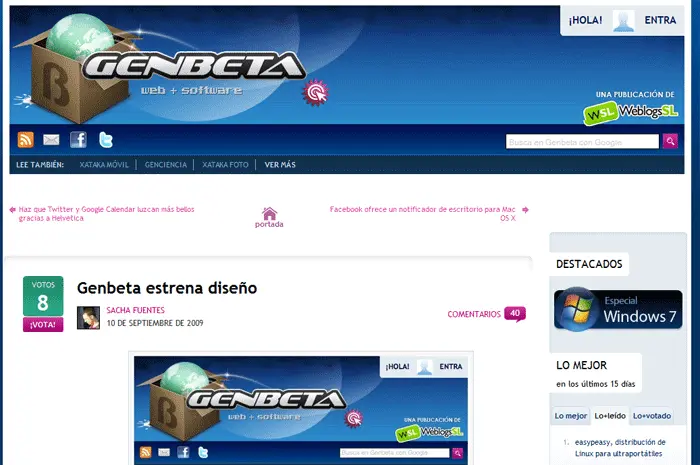 ¡HOLA! ENTRA
GENBETA
web + software
UNA PUBLICACIÓN DE
WSL WeblogsSL
Busca en Genbeta con Google
LEE TAMBIÉN: XATAKA MÓVIL GENCIENCIA XATAKA FOTO VER MÁS
Haz que Twitter y Google Calendar luzcan más bellos
gracias a Helvetica
portada
Facebook ofrece un notificador de escritorio para Mac
OS X
VOTOS
8
¡VOTA!
Genbeta estrena diseño
SACHA FUENTES
10 DE SEPTIEMBRE DE 2009
COMENTARIOS 40
¡HOLA! ENTRA
GENBETA
web + software
UNA PUBLICACIÓN DE
WSL WeblogsSL
Busca en Genbeta con Google
DESTACADOS
Especial
Windows 7
LO MEJOR
en los últimos 15 días
Lo mejor Lo+leído Lo+votado
1. easypeasy, distribución de
Linux para ultraportátiles